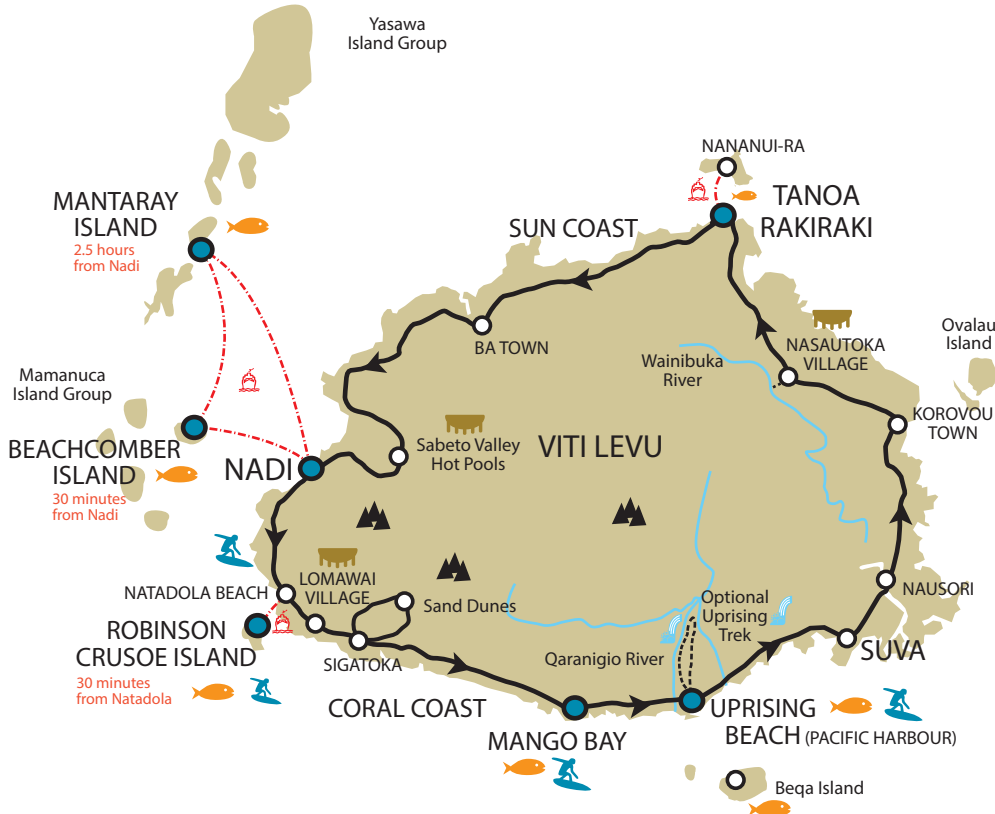 Yasawa
Island Group
NANANUI-RA
MANTARAY
ISLAND
2.5 hours
from Nadi
TANOA
RAKIRAKI
SUN COAST
BA TOWN
Wainibuka
River
NASAUTOKA
VILLAGE
Ovalau
Island
Mamanuca
Island Group
KOROVOU
TOWN
BEACHCOMBER
ISLAND
30 minutes
from Nadi
NADI
Sabeto Valley
Hot Pools
VITI LEVU
NATADOLA BEACH
LOMAWAI
VILLAGE
Sand Dunes
Optional
Uprising
Trek
NAUSORI
ROBINSON
CRUSOE ISLAND
30 minutes
from Natadola
SIGATOKA
Qaranigio River
SUVA
CORAL COAST
MANGO BAY
UPRISING
BEACH (PACIFIC HARBOUR)
Beqa Island